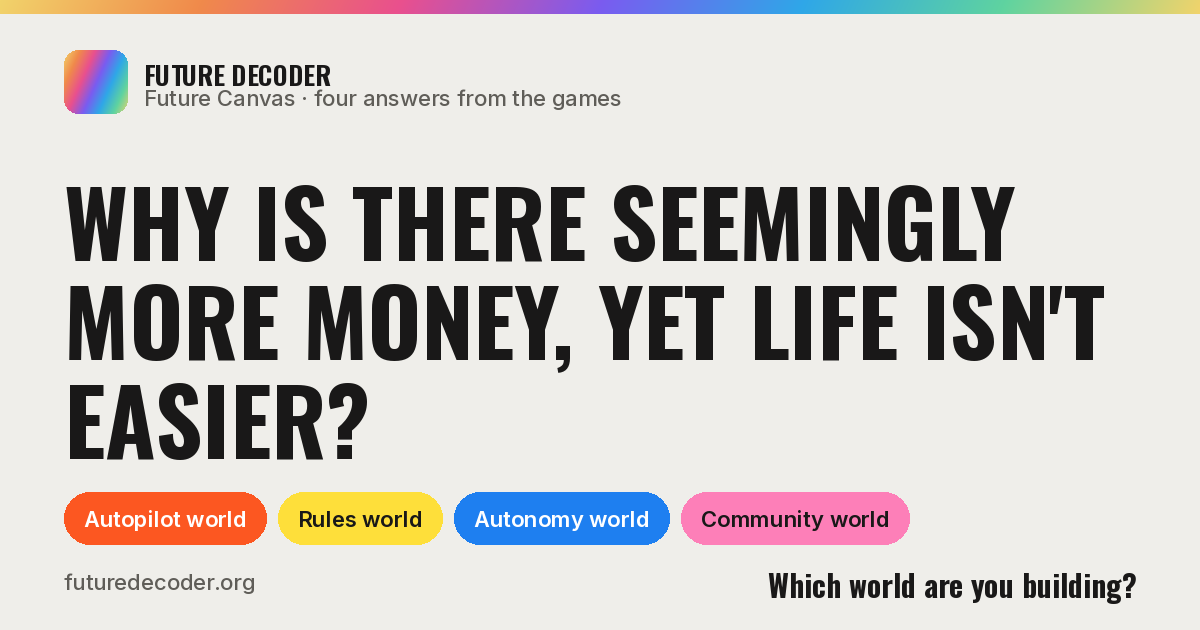 FUTURE DECODER
Future Canvas · four answers from the games
WHY IS THERE SEEMINGLY
MORE MONEY, YET LIFE ISN'T
EASIER?
Autopilot world
Rules world
Autonomy world
Community world
futuredecoder.org
Which world are you building?